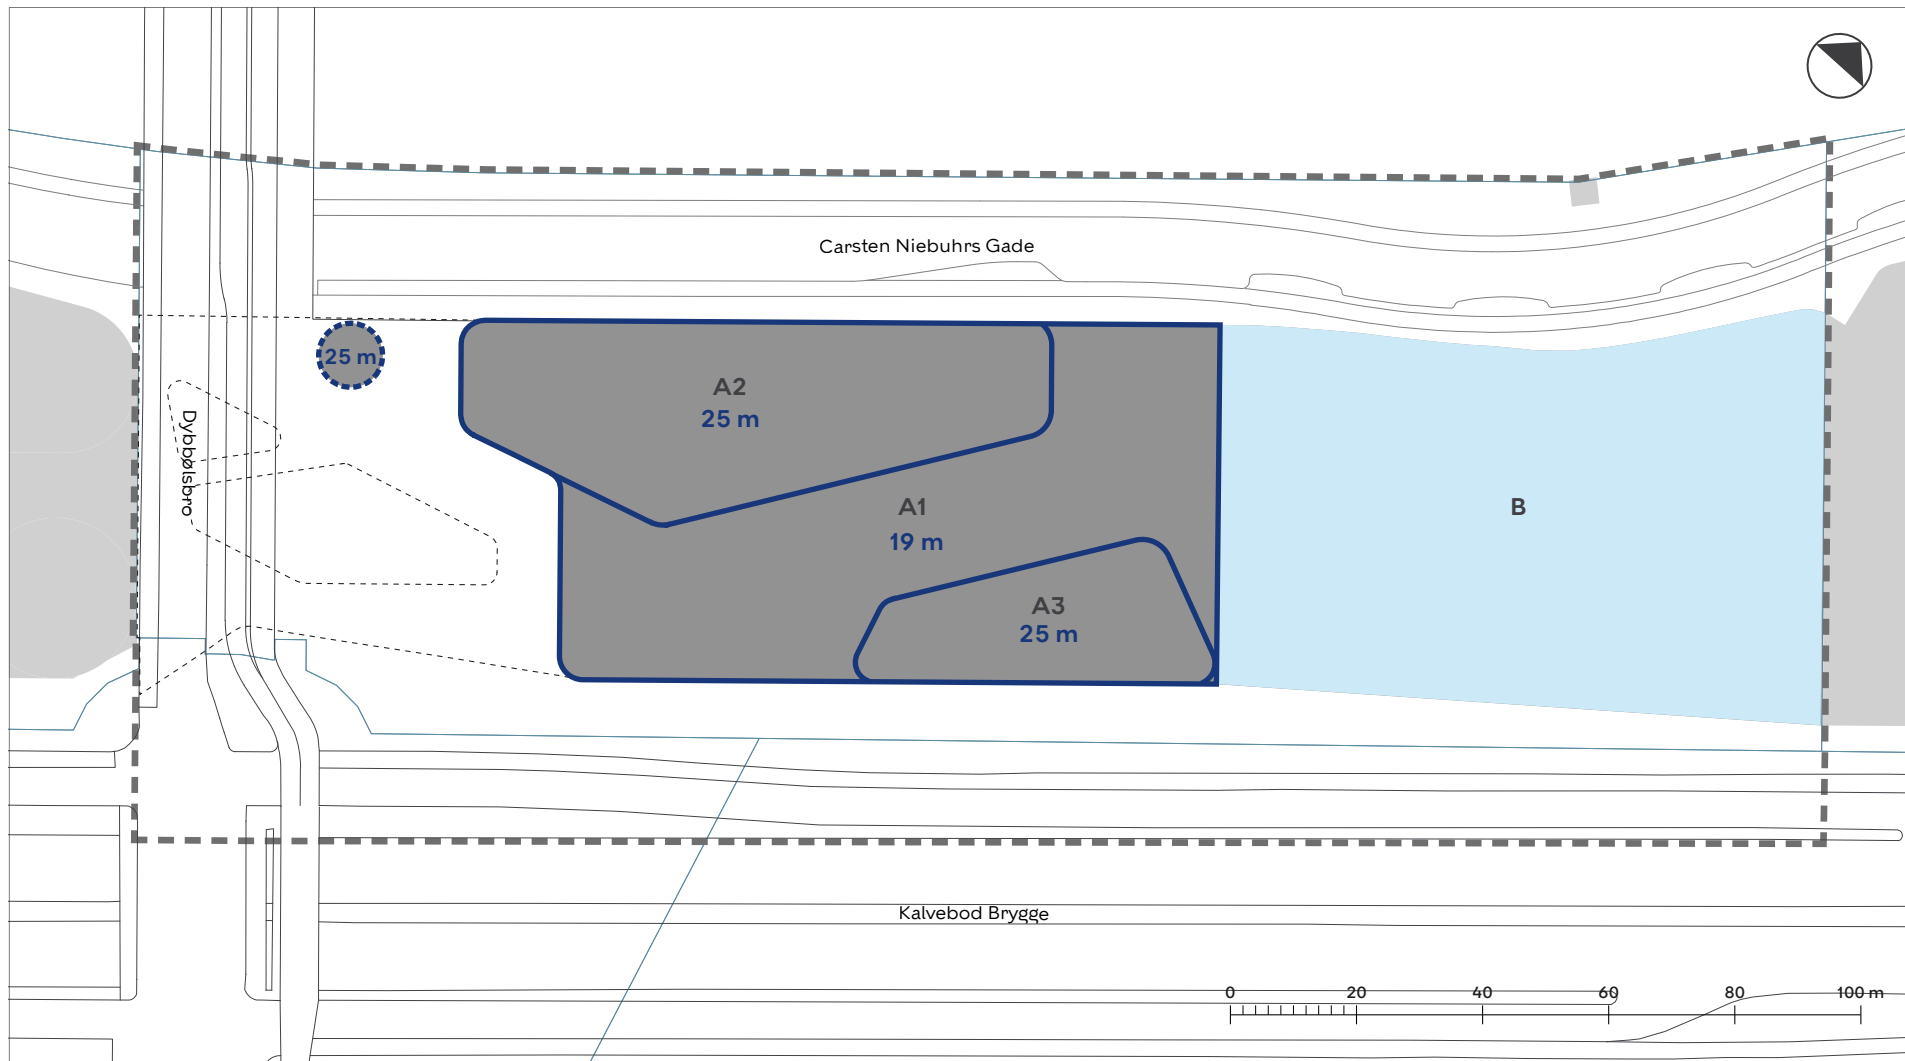 Carsten Niebuhrs Gade
25 m
A2
25 m
Dybbølsbro
A1
19 m
B
A3
25 m
Kalvebod Brygge
0 20 40 60 80 100 m